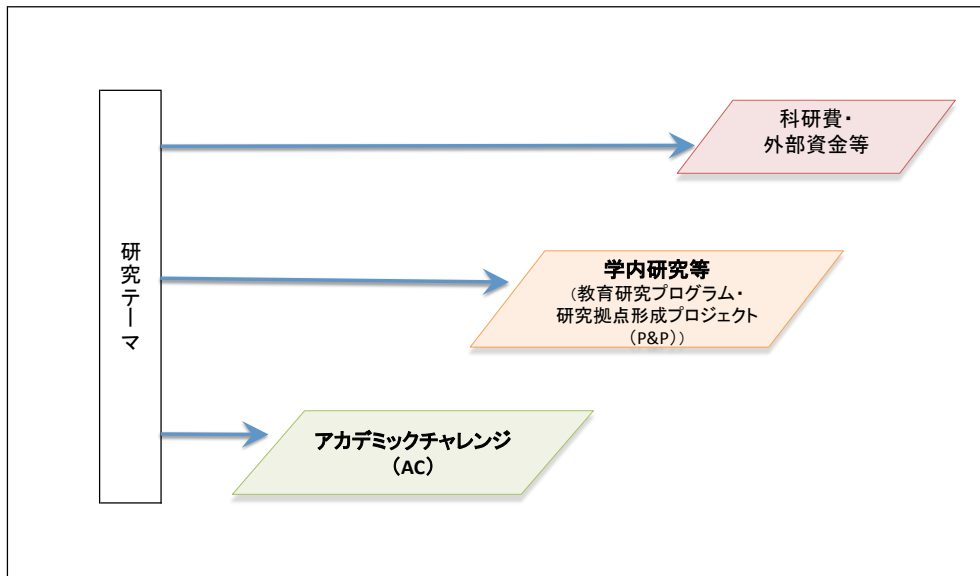 研究テーマ
科研費・
外部資金等
学内研究等
（教育研究プログラム・
研究拠点形成プロジェクト
（P&P））
アカデミックチャレンジ
（AC）